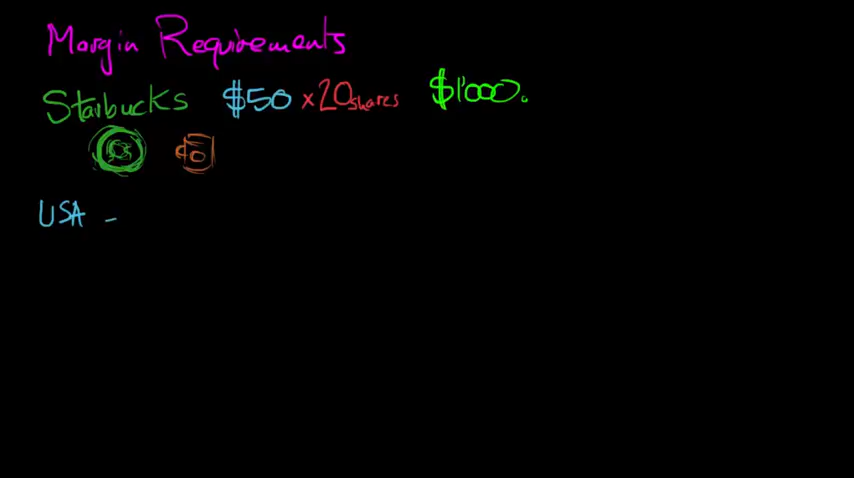 Margin Requirements
Starbucks $50 x 20 shares $1'000.
USA -